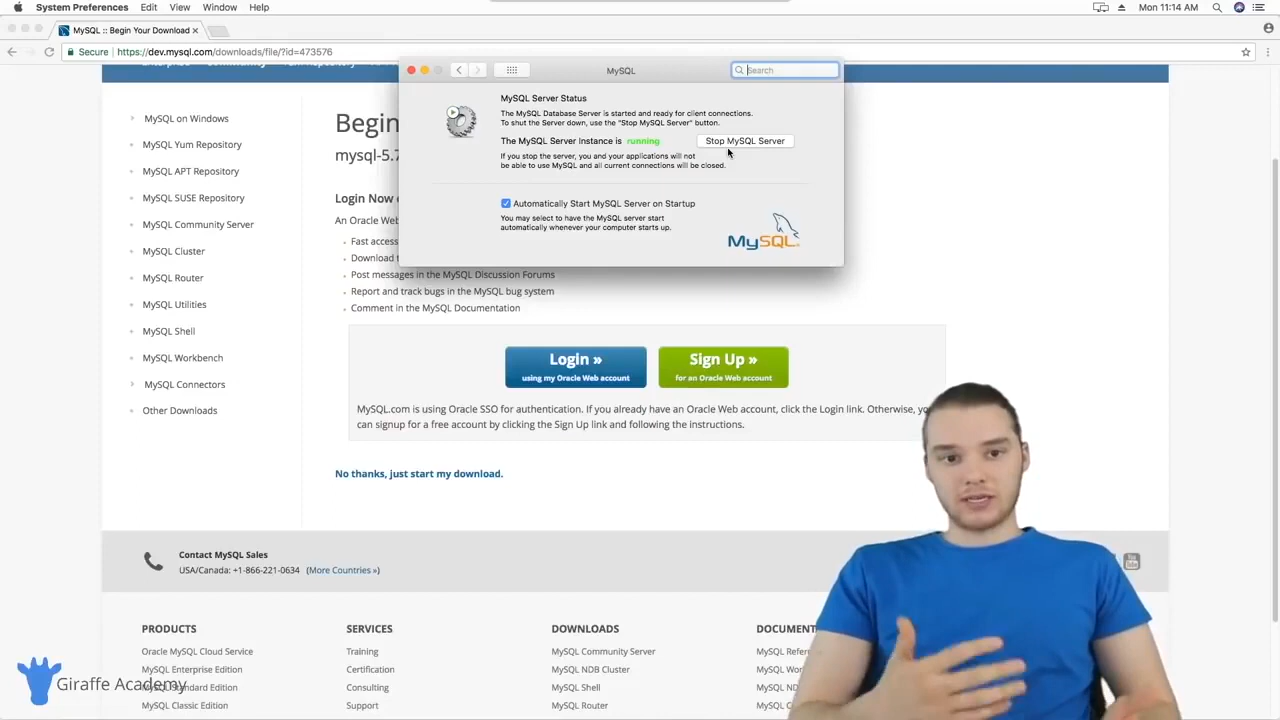 System Preferences Edit View Window Help
Mon 11:14 AM
MySQL :: Begin Your Download
Secure https://dev.mysql.com/downloads/file/?id=473576
MySQL
Search
MySQL Server Status
The MySQL Database Server is started and ready for client connections.
To shut the Server down, use the "Stop MySQL Server" button.
The MySQL Server Instance is running
Stop MySQL Server
If you stop the server, you and your applications will not
be able to use MySQL and all current connections will be closed.
Automatically Start MySQL Server on Startup
You may select to have the MySQL server start
automatically whenever your computer starts up.
MySQL
MySQL on Windows
MySQL Yum Repository
MySQL APT Repository
MySQL SUSE Repository
MySQL Community Server
MySQL Cluster
MySQL Router
MySQL Utilities
MySQL Shell
MySQL Workbench
MySQL Connectors
Other Downloads
Begin
mysql-5.7
Login Now
An Oracle Web
Fast access
Download
Post messages in the MySQL Discussion Forums
Report and track bugs in the MySQL bug system
Comment in the MySQL Documentation
Login »
using my Oracle Web account
Sign Up »
for an Oracle Web account
MySQL.com is using Oracle SSO for authentication. If you already have an Oracle Web account, click the Login link. Otherwise,
can signup for a free account by clicking the Sign Up link and following the instructions.
No thanks, just start my download.
Contact MySQL Sales
USA/Canada: +1-866-221-0634 (More Countries »)
You Tube
PRODUCTS
Oracle MySQL Cloud Service
MySQL Enterprise Edition
MySQL Standard Edition
MySQL Classic Edition
SERVICES
Training
Certification
Consulting
Support
DOWNLOADS
MySQL Community Server
MySQL NDB Cluster
MySQL Shell
MySQL Router
DOCUMENT
MySQL Refer
MySQL Wo
MySQL ND
MySQL Co
Giraffe Academy